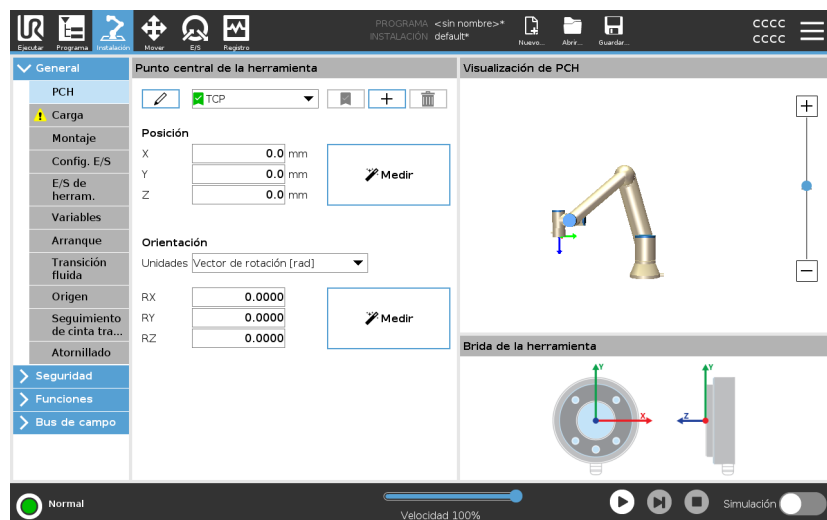 PROGRAMA <sin nombre>*
INSTALACIÓN default*
Ejecutar Programa Instalación Mover E/S Registro
Nuevo... Abrir... Guardar...
CCCC
CCCC
General
PCH
Carga
Montaje
Config. E/S
E/S de
herram.
Variables
Arranque
Transición
fluida
Origen
Seguimiento
de cinta tra...
Atornillado
Seguridad
Funciones
Bus de campo
Punto central de la herramienta
TCP
Posición
X 0.0 mm
Y 0.0 mm
Z 0.0 mm
Medir
Orientación
Unidades Vector de rotación [rad]
RX 0.0000
RY 0.0000
RZ 0.0000
Medir
Visualización de PCH
Brida de la herramienta
Y
X
Y
Z
Normal
Velocidad 100%
Simulación